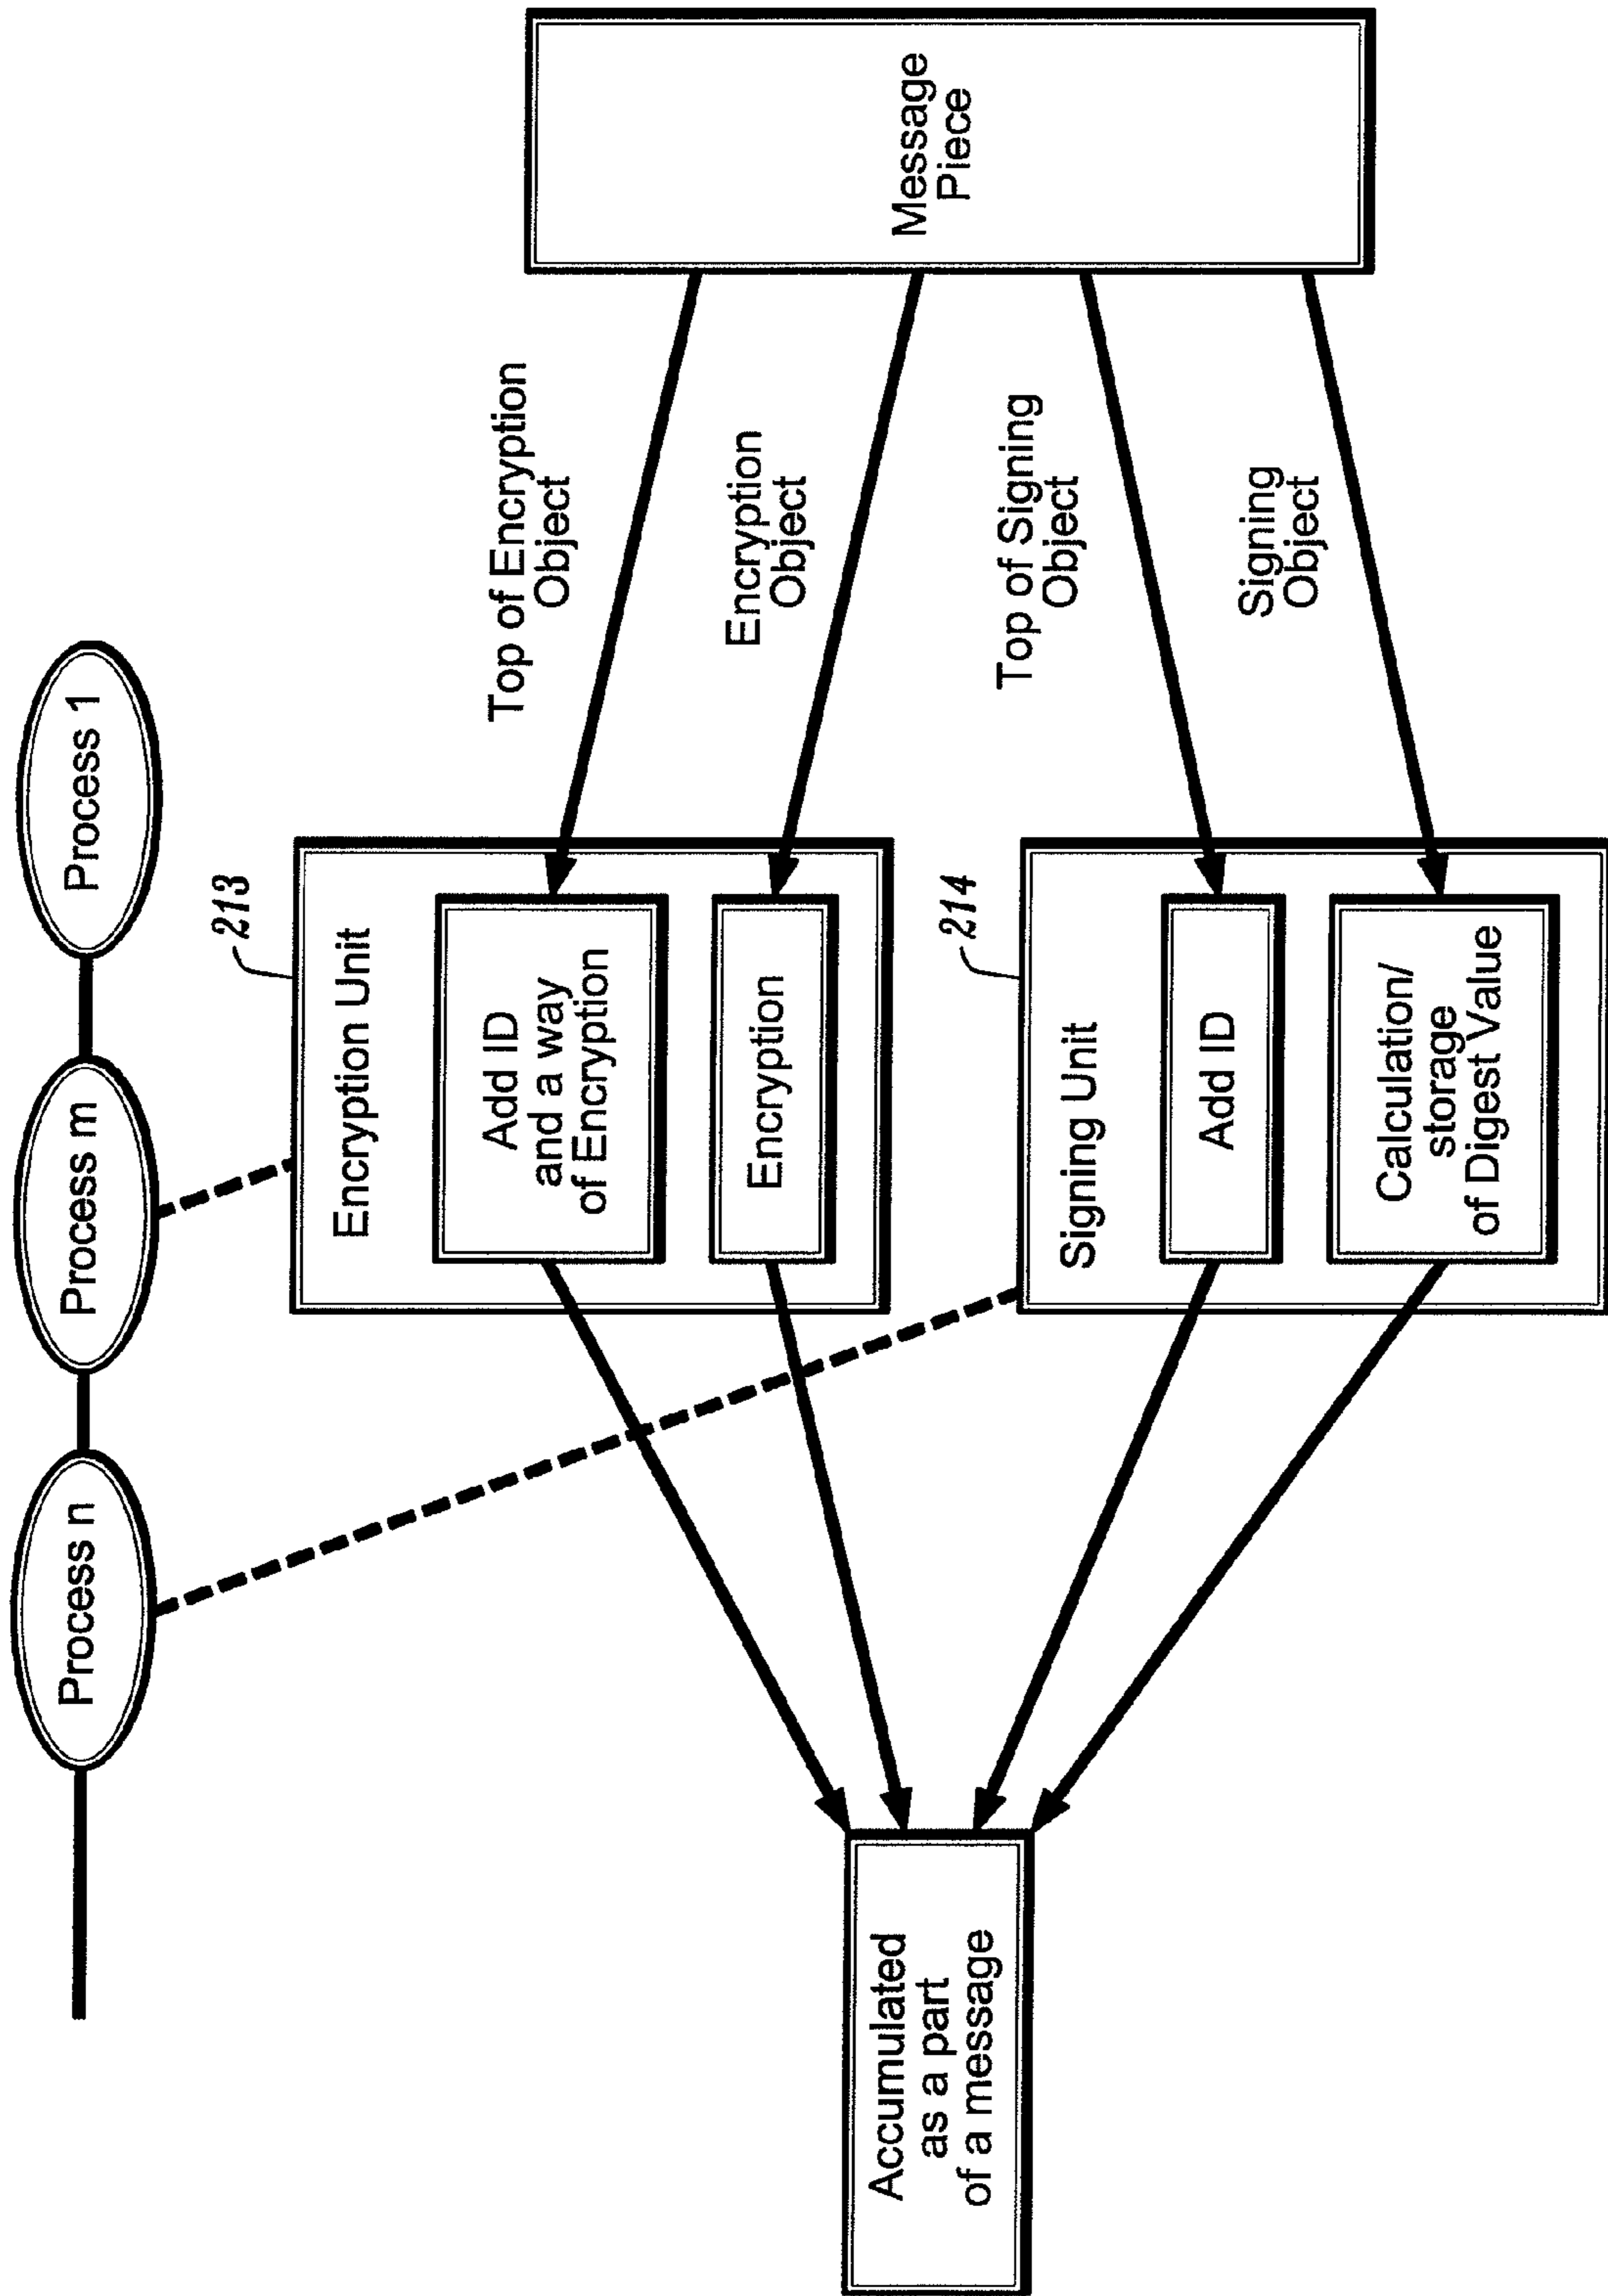 Process n
Process m
Process 1
213
Encryption Unit
Add ID
and a way
of Encryption
Encryption
Top of Encryption
Object
Encryption
Object
Accumulated
as a part
of a message
Message
Piece
214
Signing Unit
Add ID
Calculation/
storage
of Digest Value
Top of Signing
Object
Signing
Object